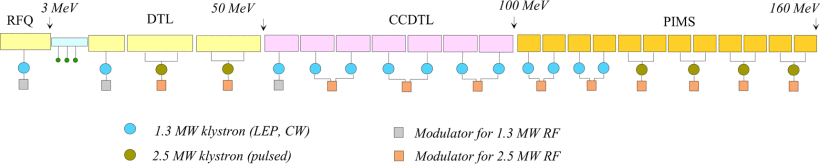 3 MeV
50 MeV
100 MeV
160 MeV
RFQ
DTL
CCDTL
PIMS
1.3 MW klystron (LEP, CW)
Modulator for 1.3 MW RF
2.5 MW klystron (pulsed)
Modulator for 2.5 MW RF